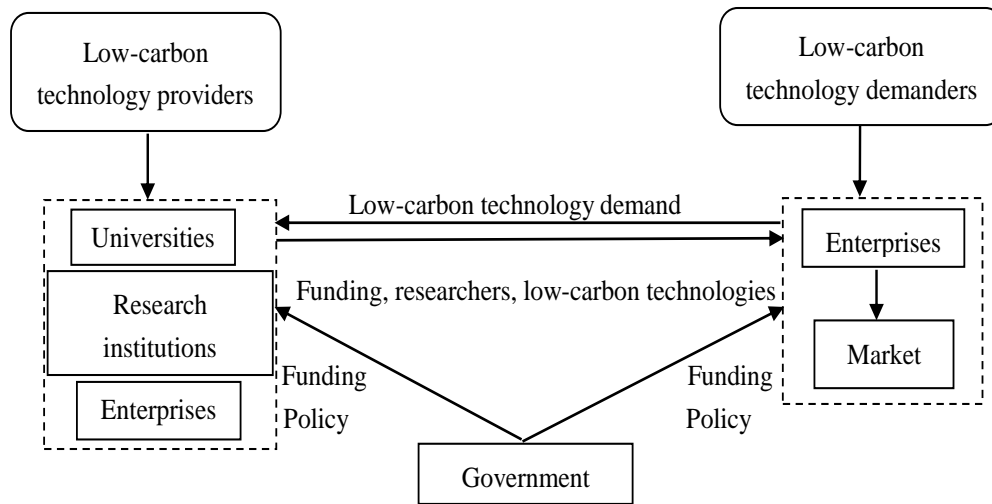 Low-carbon
technology providers
Low-carbon
technology demanders
Low-carbon technology demand
Universities
Enterprises
Research
institutions
Funding, researchers, low-carbon technologies
Market
Enterprises
Funding
Policy
Funding
Policy
Government